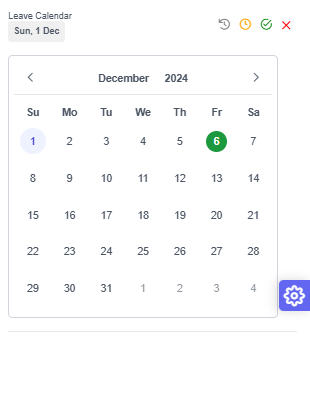 Leave Calendar
Sun, 1 Dec
December 2024
Su Mo Tu We Th Fr Sa
1 2 3 4 5 6 7
8 9 10 11 12 13 14
15 16 17 18 19 20 21
22 23 24 25 26 27 28
29 30 31 1 2 3 4